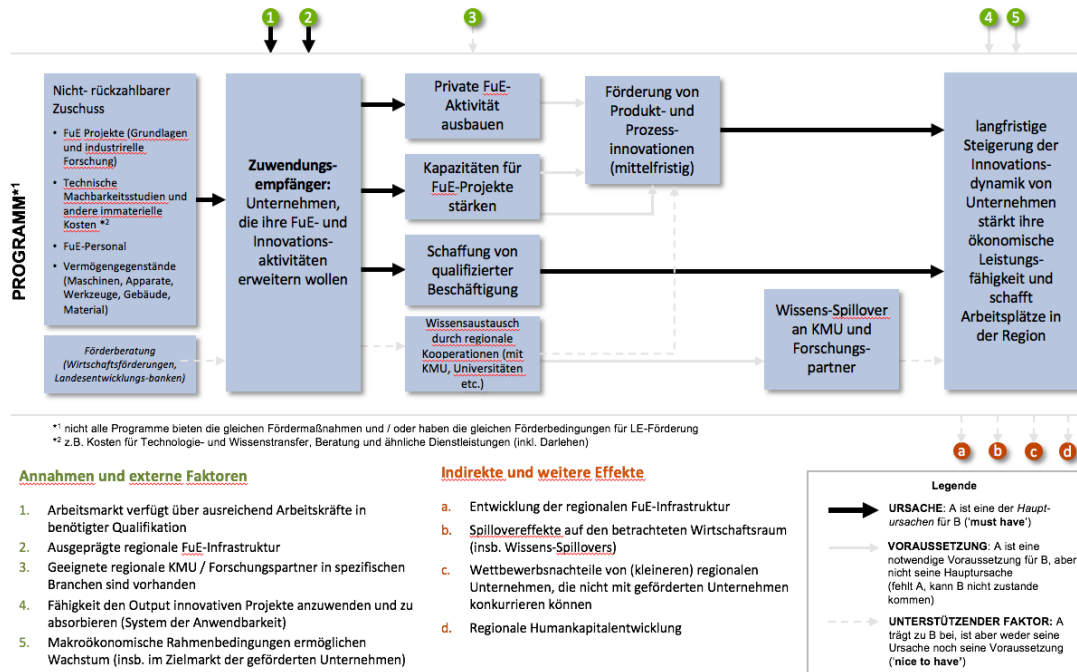 1
2
3
4
5
PROGRAMM*1
Nicht- rückzahlbarer
Zuschuss
• FuE Projekte (Grundlagen
und industrirelle
Forschung)
• Technische
Machbarkeitsstudien und
andere immaterielle
Kosten *2
• FuE-Personal
• Vermögengegenstände
(Maschinen, Apparate,
Werkzeuge, Gebäude,
Material)
Förderberatung
(Wirtschaftsförderungen,
Landesentwicklungs-banken)
Zuwendungs-
empfänger:
Unternehmen,
die ihre FuE- und
Innovations-
aktivitäten
erweitern wollen
Private FuE-
Aktivität
ausbauen
Kapazitäten für
FuE-Projekte
stärken
Schaffung von
qualifizierter
Beschäftigung
Wissensaustausch
durch regionale
Kooperationen (mit
KMU, Universitäten
etc.)
Förderung von
Produkt- und
Prozess-
innovationen
(mittelfristig)
Wissens-Spillover
an KMU und
Forschungs-
partner
langfristige
Steigerung der
Innovations-
dynamik von
Unternehmen
stärkt ihre
ökonomische
Leistungs-
fähigkeit und
schafft
Arbeitsplätze in
der Region
*1 nicht alle Programme bieten die gleichen Fördermaßnahmen und / oder haben die gleichen Förderbedingungen für LE-Förderung
*2 z.B. Kosten für Technologie- und Wissenstransfer, Beratung und ähnliche Dienstleistungen (inkl. Darlehen)
a
b
c
d
Annahmen und externe Faktoren
1. Arbeitsmarkt verfügt über ausreichend Arbeitskräfte in
benötigter Qualifikation
2. Ausgeprägte regionale FuE-Infrastruktur
3. Geeignete regionale KMU / Forschungspartner in spezifischen
Branchen sind vorhanden
4. Fähigkeit den Output innovativen Projekte anzuwenden und zu
absorbieren (System der Anwendbarkeit)
5. Makroökonomische Rahmenbedingungen ermöglichen
Wachstum (insb. im Zielmarkt der geförderten Unternehmen)
Indirekte und weitere Effekte
a. Entwicklung der regionalen FuE-Infrastruktur
b. Spillovereffekte auf den betrachteten Wirtschaftsraum
(insb. Wissens-Spillovers)
c. Wettbewerbsnachteile von (kleineren) regionalen
Unternehmen, die nicht mit geförderten Unternehmen
konkurrieren können
d. Regionale Humankapitalentwicklung
Legende
URSACHE: A ist eine der Haupt-
ursachen für B ('must have')
VORAUSSETZUNG: A ist eine
notwendige Voraussetzung für B, aber
nicht seine Hauptursache
(fehlt A, kann B nicht zustande
kommen)
UNTERSTÜTZENDER FAKTOR: A
trägt zu B bei, ist aber weder seine
Ursache noch seine Voraussetzung
('nice to have')